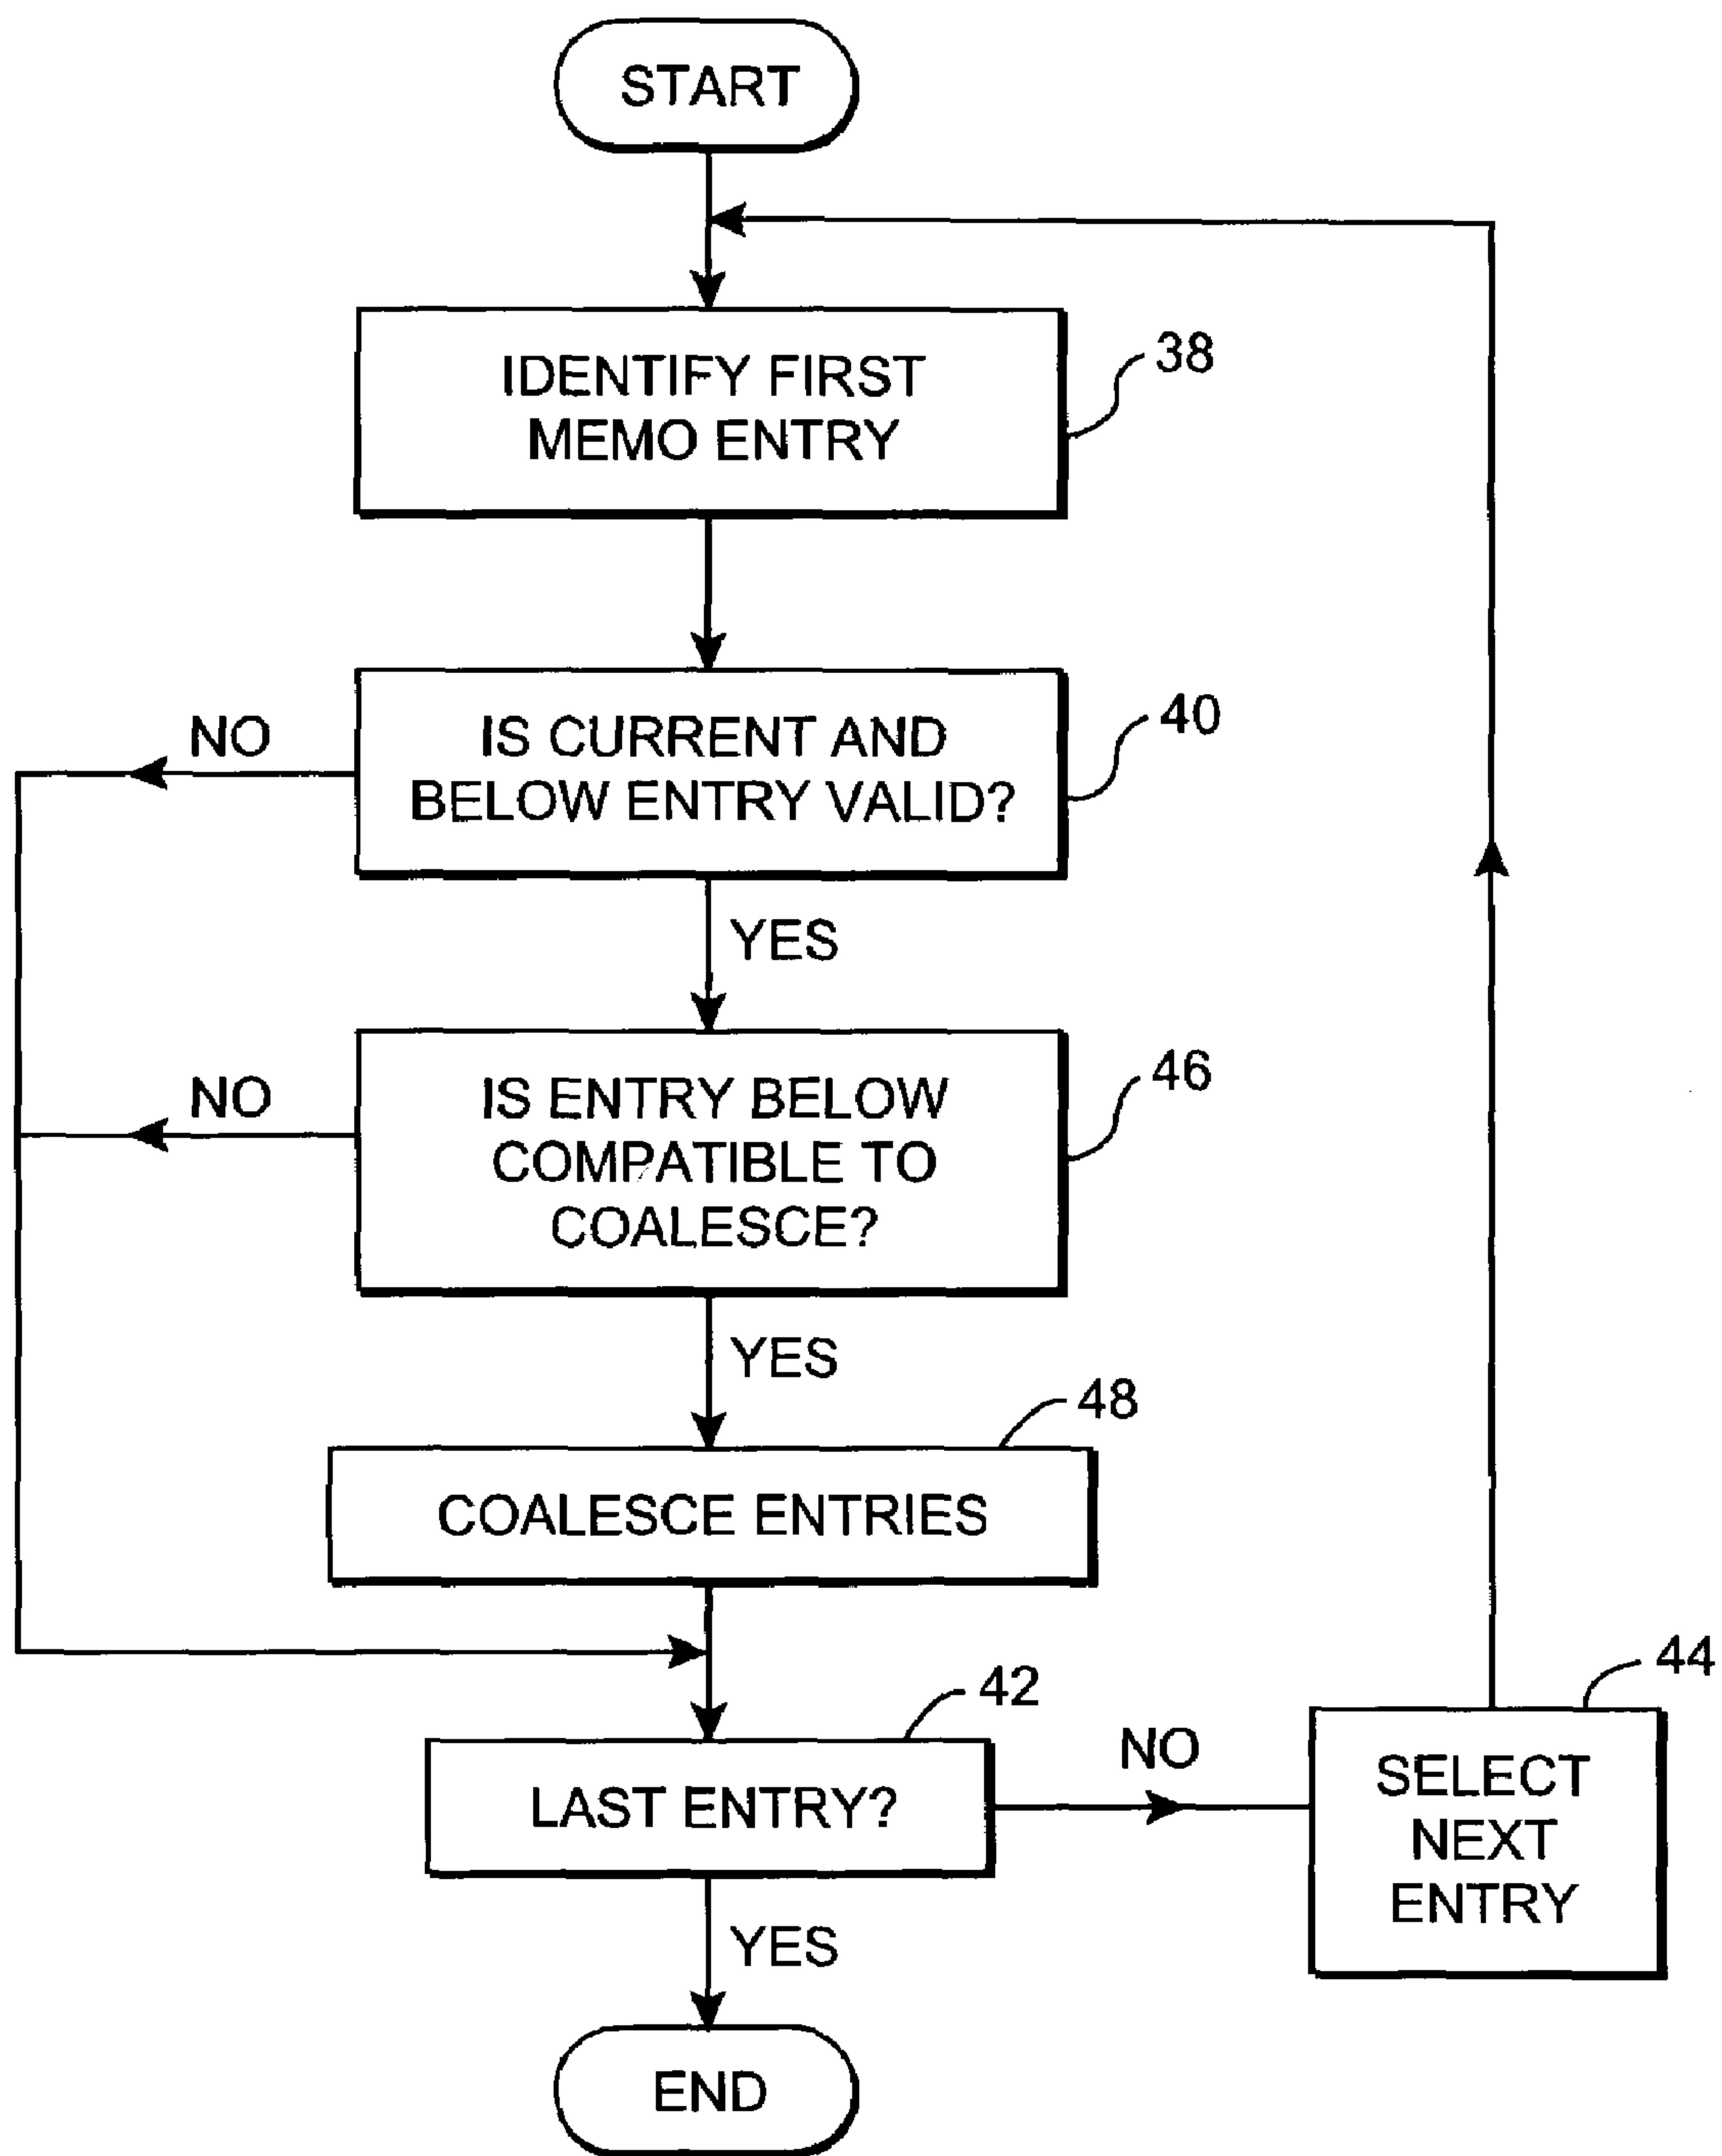 START
IDENTIFY FIRST
MEMO ENTRY
38
IS CURRENT AND
BELOW ENTRY VALID?
40
NO
YES
IS ENTRY BELOW
COMPATIBLE TO
COALESCE?
46
NO
YES
48
COALESCE ENTRIES
42
LAST ENTRY?
NO
44
SELECT
NEXT
ENTRY
YES
END